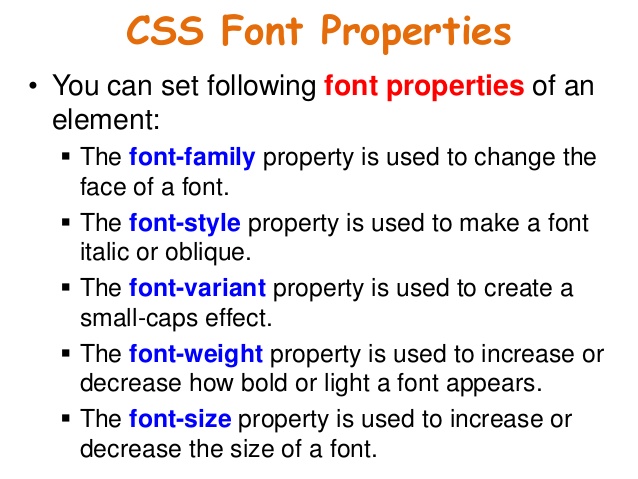 CSS Font Properties
• You can set following font properties of an
element:
▪ The font-family property is used to change the
face of a font.
▪ The font-style property is used to make a font
italic or oblique.
▪ The font-variant property is used to create a
small-caps effect.
▪ The font-weight property is used to increase or
decrease how bold or light a font appears.
▪ The font-size property is used to increase or
decrease the size of a font.